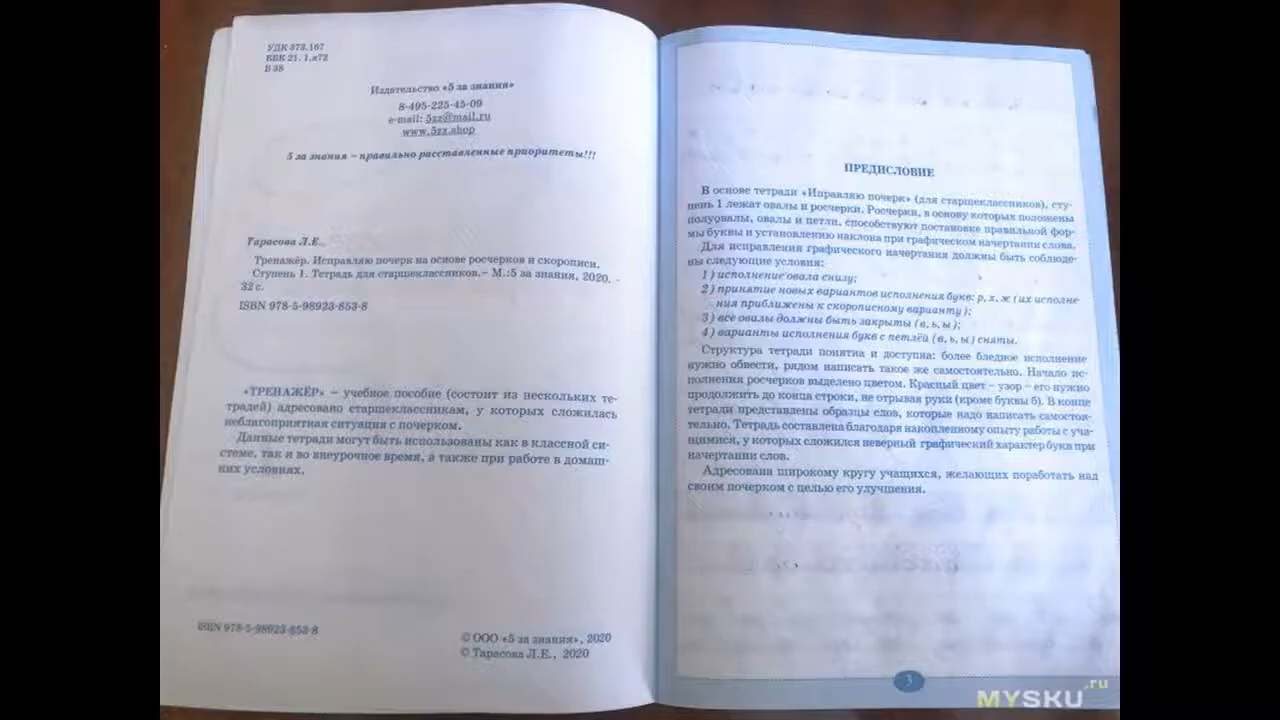 УДК 373.167
ББК 21.1.я72
В 38
Издательство «5 за знания»
8-495-225-45-09
e-mail: 5zz@mail.ru
www.5zz.shop
5 за знания – правильно расставленные приоритеты!!!
Тарасова Л.Е.
Тренажёр. Исправляю почерк на основе росчерков и скорописи.
Ступень 1. Тетрадь для старшеклассников.– М.:5 за знания, 2020. -
32 с.
ISBN 978-5-98923-853-8
«ТРЕНАЖЁР» – учебное пособие (состоит из нескольких те-
традей) адресовано старшеклассникам, у которых сложилась
неблагоприятная ситуация с почерком.
Данные тетради могут быть использованы как в классной си-
стеме, так и во внеурочное время, а также при работе в домаш-
них условиях.
ISBN 978-5-98923-853-8
© ООО «5 за знания», 2020
© Тарасова Л.Е., 2020
ПРЕДИСЛОВИЕ
В основе тетради «Иправляю почерк» (для старшеклассников), сту-
пень 1 лежат овалы и росчерки. Росчерки, в основу которых положены
полуовалы, овалы и петли, способствуют постановке правильной фор-
мы буквы и установлению наклона при графическом начертании слова.
Для исправления графического начертания должны быть соблюде-
ны следующие условия:
1) исполнение овала снизу;
2) принятие новых вариантов исполнения букв: р, х, ж (их исполне-
ния приближены к скорописному варианту);
3) все овалы должны быть закрыты (в, ь, ы);
4) варианты исполнения букв с петлёй (в, ь, ы) сняты.
Структура тетради понятна и доступна: более бледное исполнение
нужно обвести, рядом написать такое же самостоятельно. Начало ис-
полнения росчерков выделено цветом. Красный цвет – узор – его нужно
продолжить до конца строки, не отрывая руки (кроме буквы б). В конце
тетради представлены образцы слов, которые надо написать самостоя-
тельно. Тетрадь составлена благодаря накопленному опыту работы с уча-
щимися, у которых сложился неверный графический характер букв при
начертании слов.
Адресована широкому кругу учащихся, желающих поработать над
своим почерком с целью его улучшения.
3
MYSKU.ru